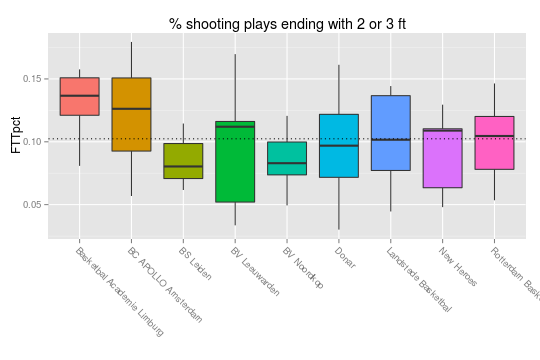 % shooting plays ending with 2 or 3 ft
FTTpct
0.15
0.10
0.05
Basketbal Academie Limburg
BC APOLLO Amsterdam
BS Leiden
BV Leeuwarden
BV Noordkop
Donar
Landstede Basketbal
New Heroes
Rotterdam Bask